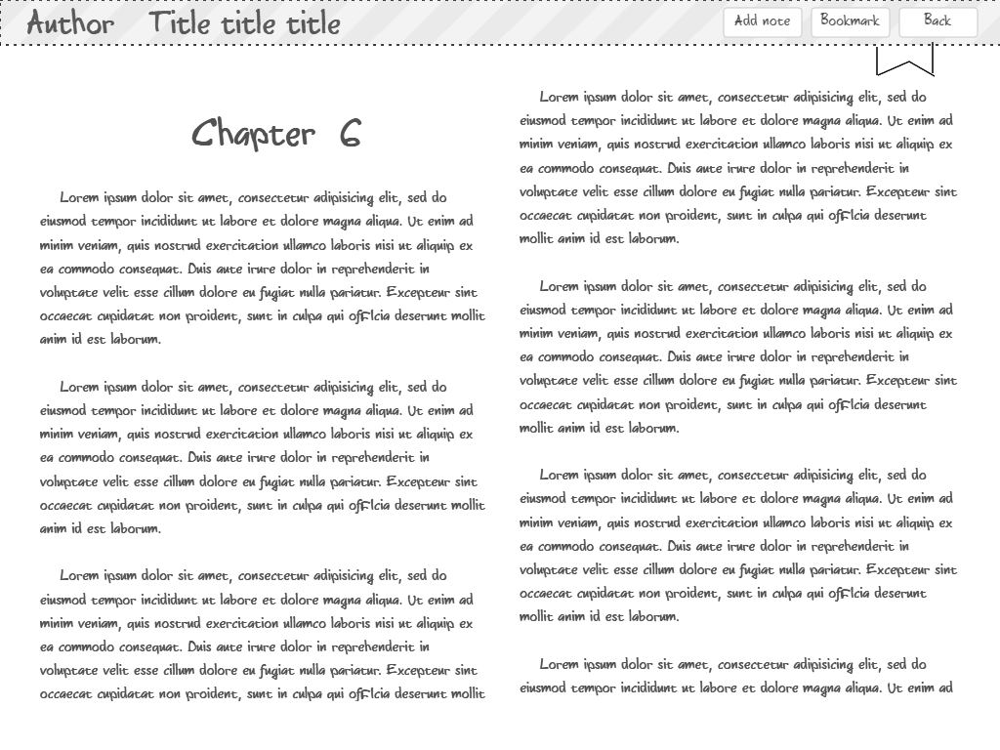 Author Title title title
Add note Bookmark Back
Chapter 6
Lorem ipsum dolor sit amet, consectetur adipisicing elit, sed do
eiusmod tempor incididunt ut labore et dolore magna aliqua. Ut enim ad
minim veniam, quis nostrud exercitation ullamco laboris nisi ut aliquip ex
ea commodo consequat. Duis aute irure dolor in reprehenderit in
voluptate velit esse cillum dolore eu fugiat nulla pariatur. Excepteur sint
occaecat cupidatat non proident, sunt in culpa qui officia deserunt mollit
anim id est laborum.
Lorem ipsum dolor sit amet, consectetur adipisicing elit, sed do
eiusmod tempor incididunt ut labore et dolore magna aliqua. Ut enim ad
minim veniam, quis nostrud exercitation ullamco laboris nisi ut aliquip ex
ea commodo consequat. Duis aute irure dolor in reprehenderit in
voluptate velit esse cillum dolore eu fugiat nulla pariatur. Excepteur sint
occaecat cupidatat non proident, sunt in culpa qui officia deserunt mollit
anim id est laborum.
Lorem ipsum dolor sit amet, consectetur adipisicing elit, sed do
eiusmod tempor incididunt ut labore et dolore magna aliqua. Ut enim ad
minim veniam, quis nostrud exercitation ullamco laboris nisi ut aliquip ex
ea commodo consequat. Duis aute irure dolor in reprehenderit in
voluptate velit esse cillum dolore eu fugiat nulla pariatur. Excepteur sint
occaecat cupidatat non proident, sunt in culpa qui officia deserunt mollit
Lorem ipsum dolor sit amet, consectetur adipisicing elit, sed do
eiusmod tempor incididunt ut labore et dolore magna aliqua. Ut enim ad
minim veniam, quis nostrud exercitation ullamco laboris nisi ut aliquip ex
ea commodo consequat. Duis aute irure dolor in reprehenderit in
voluptate velit esse cillum dolore eu fugiat nulla pariatur. Excepteur sint
occaecat cupidatat non proident, sunt in culpa qui officia deserunt
mollit anim id est laborum.
Lorem ipsum dolor sit amet, consectetur adipisicing elit, sed do
eiusmod tempor incididunt ut labore et dolore magna aliqua. Ut enim ad
minim veniam, quis nostrud exercitation ullamco laboris nisi ut aliquip ex
ea commodo consequat. Duis aute irure dolor in reprehenderit in
voluptate velit esse cillum dolore eu fugiat nulla pariatur. Excepteur sint
occaecat cupidatat non proident, sunt in culpa qui officia deserunt
mollit anim id est laborum.
Lorem ipsum dolor sit amet, consectetur adipisicing elit, sed do
eiusmod tempor incididunt ut labore et dolore magna aliqua. Ut enim ad
minim veniam, quis nostrud exercitation ullamco laboris nisi ut aliquip ex
ea commodo consequat. Duis aute irure dolor in reprehenderit in
voluptate velit esse cillum dolore eu fugiat nulla pariatur. Excepteur sint
occaecat cupidatat non proident, sunt in culpa qui officia deserunt
mollit anim id est laborum.
Lorem ipsum dolor sit amet, consectetur adipisicing elit, sed do
eiusmod tempor incididunt ut labore et dolore magna aliqua. Ut enim ad